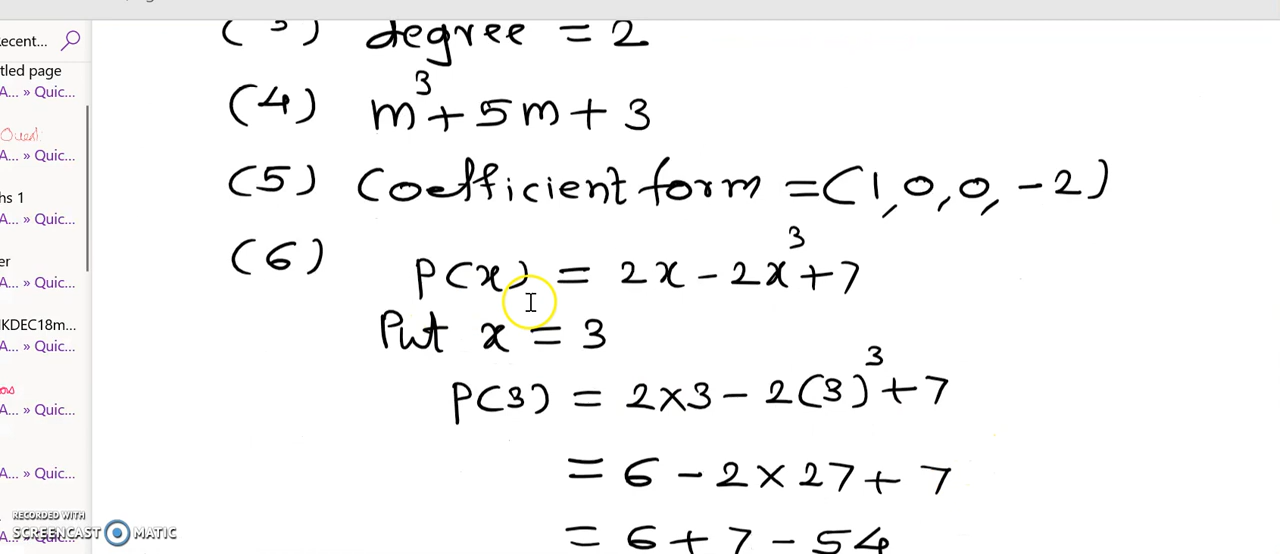 ecent...
tled page
A... » Quic...
Quest
A... » Quic...
hs 1
A... » Quic...
er
A... » Quic...
KDEC18m...
A... » Quic...
A... » Quic...
A... » Quic...
A...
(3) degree = 2
(4) m³ + 5m + 3
(5) Coefficient form = (1, 0, 0, -2)
(6) P(x) = 2x - 2x³ + 7
Put x = 3
P(3) = 2×3 - 2(3)³ + 7
= 6 - 2 × 27 + 7
= 6 + 7 - 54
RECORDED WITH
SCREENCAST MATIC